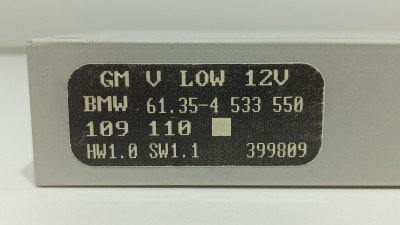 GM V LOW 12V
BMW 61.35-4 533 550
109 110
HW1.0 SW1.1 399809